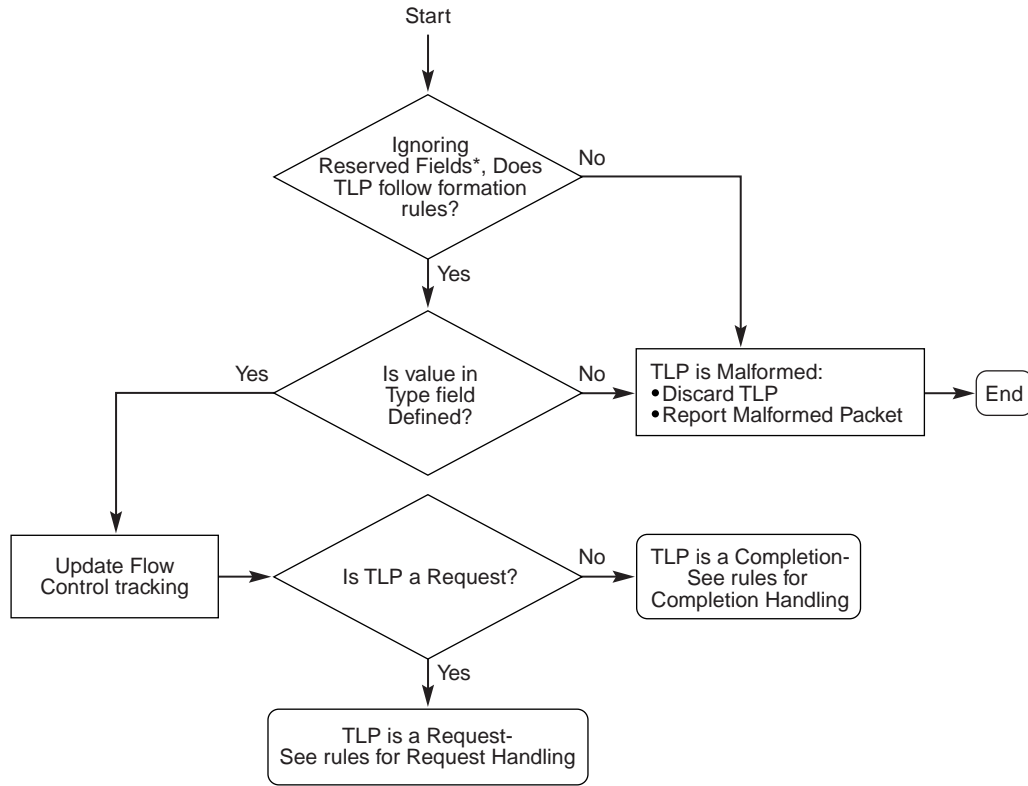 Start
Ignoring
Reserved Fields*, Does
TLP follow formation
rules?
No
Yes
Is value in
Type field
Defined?
Yes
No
TLP is Malformed:
•Discard TLP
•Report Malformed Packet
End
Update Flow
Control tracking
Is TLP a Request?
No
TLP is a Completion-
See rules for
Completion Handling
Yes
TLP is a Request-
See rules for Request Handling